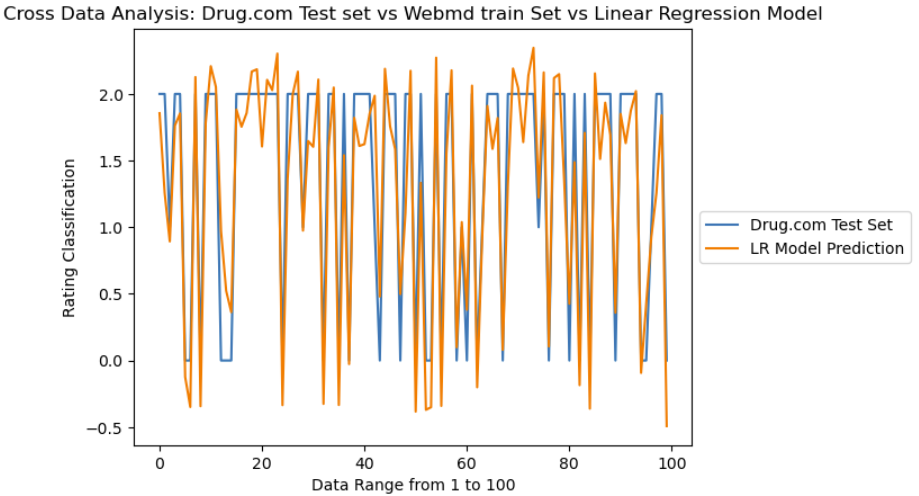 Cross Data Analysis: Drug.com Test set vs Webmd train Set vs Linear Regression Model
Rating Classification
2.0
1.5
1.0
0.5
0.0
−0.5
0
20
40
60
80
100
Data Range from 1 to 100
Drug.com Test Set
LR Model Prediction